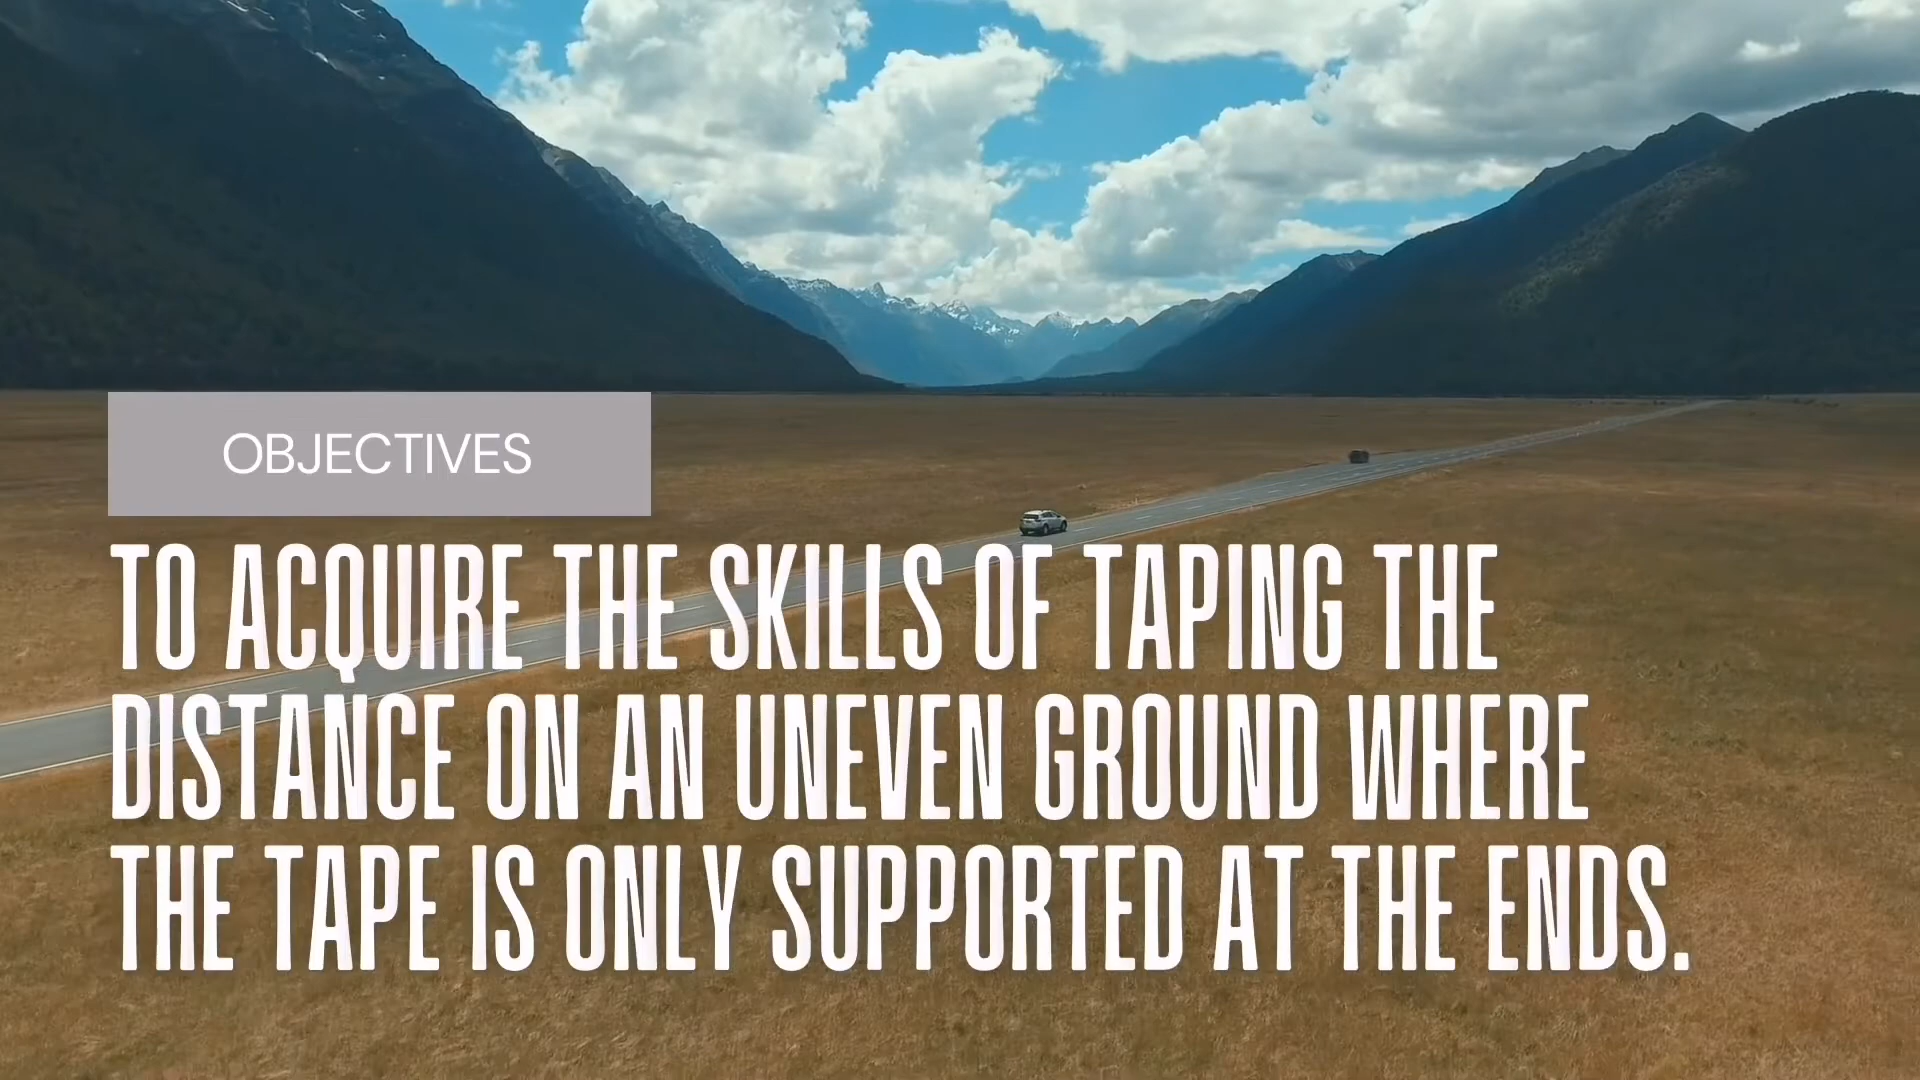 OBJECTIVES
TO ACQUIRE THE SKILLS OF TAPING THE
DISTANCE ON AN UNEVEN GROUND WHERE
THE TAPE IS ONLY SUPPORTED AT THE ENDS.